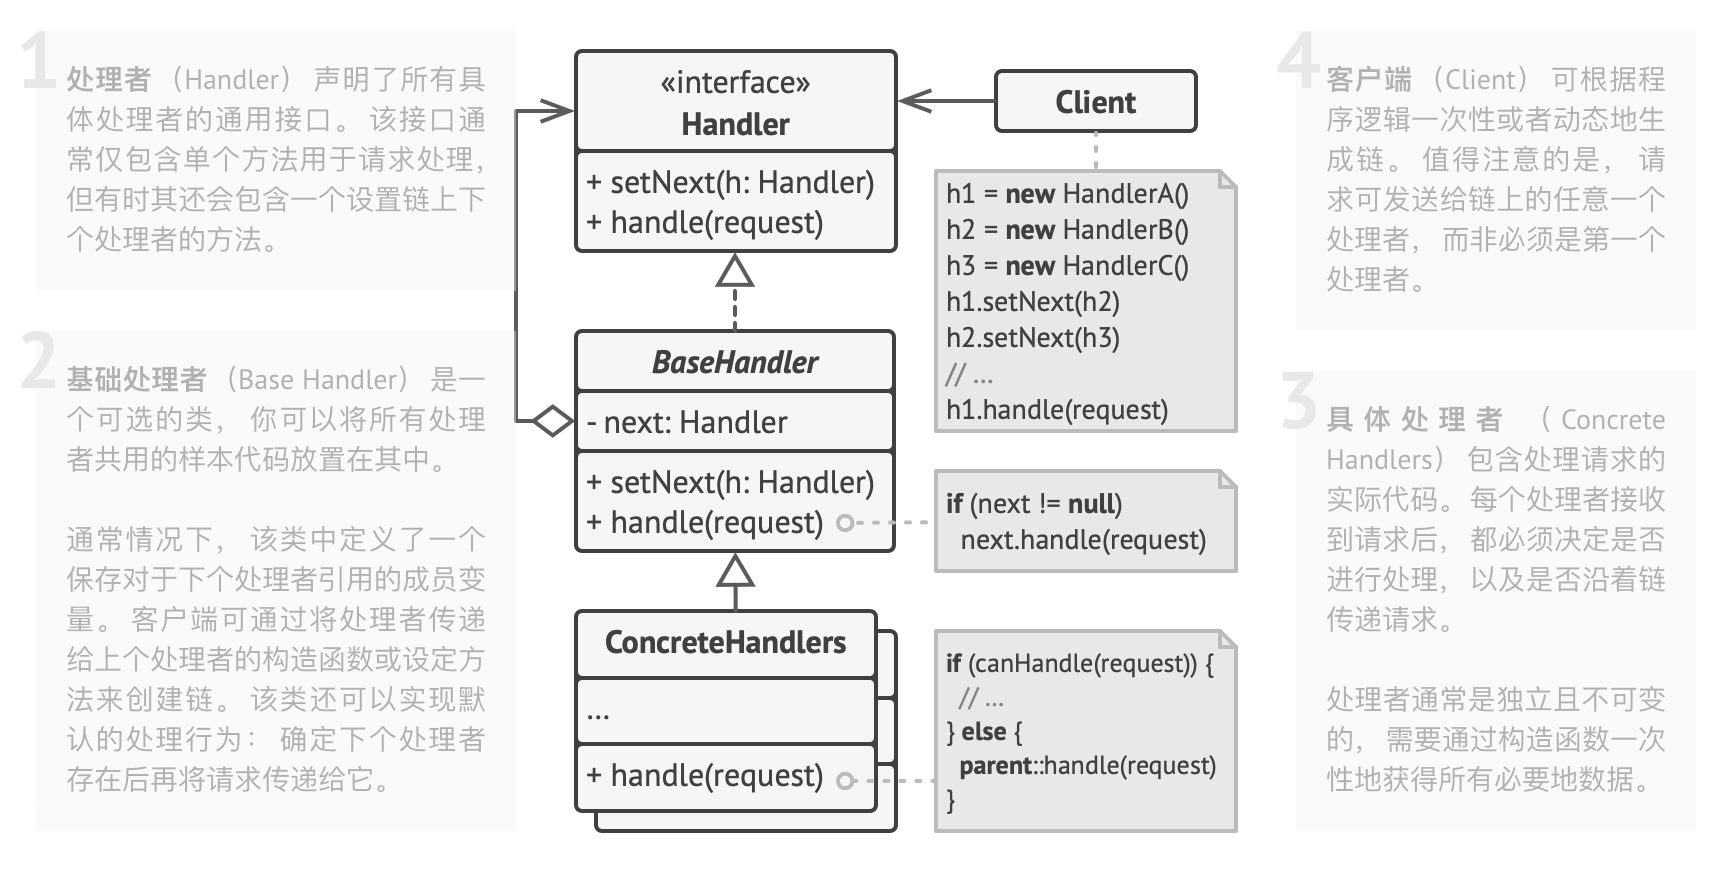 1
处理者 （Handler） 声明了所有具
体处理者的通用接口。 该接口通
常仅包含单个方法用于请求处理，
但有时其还会包含一个设置链上下
个处理者的方法。
2
基础处理者 （Base Handler） 是一
个可选的类， 你可以将所有处理
者共用的样本代码放置在其中。
通常情况下， 该类中定义了一个
保存对于下个处理者引用的成员变
量。 客户端可通过将处理者传递
给上个处理者的构造函数或设定方
法来创建链。 该类还可以实现默
认的处理行为： 确定下个处理者
存在后再将请求传递给它。
«interface»
Handler
+ setNext(h: Handler)
+ handle(request)
BaseHandler
- next: Handler
+ setNext(h: Handler)
+ handle(request)
ConcreteHandlers
...
+ handle(request)
Client
h1 = new HandlerA()
h2 = new HandlerB()
h3 = new HandlerC()
h1.setNext(h2)
h2.setNext(h3)
// ...
h1.handle(request)
if (next != null)
next.handle(request)
if (canHandle(request)) {
// ...
} else {
parent::handle(request)
}
4
客户端 （Client） 可根据程
序逻辑一次性或者动态地生
成链。 值得注意的是， 请
求可发送给链上的任意一个
处理者， 而非必须是第一个
处理者。
3
具体处理者 （Concrete
Handlers） 包含处理请求的
实际代码。 每个处理者接收
到请求后， 都必须决定是否
进行处理， 以及是否沿着链
传递请求。
处理者通常是独立且不可变
的， 需要通过构造函数一次
性地获得所有必要地数据。